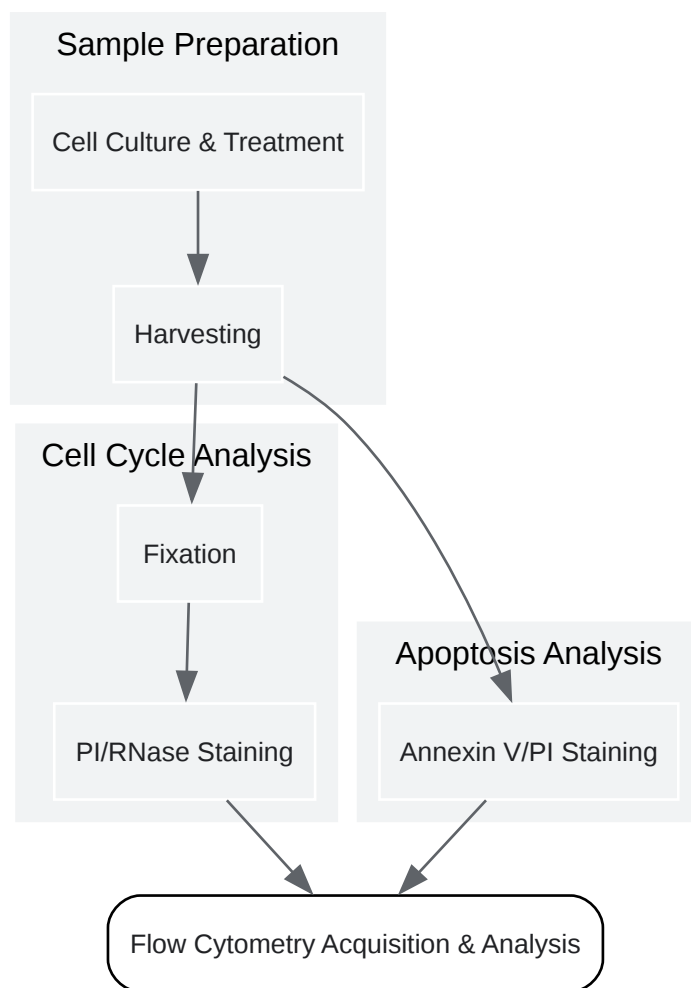 Sample Preparation
Cell Culture & Treatment
Harvesting
Cell Cycle Analysis
Fixation
Apoptosis Analysis
PI/RNase Staining
Annexin V/PI Staining
Flow Cytometry Acquisition & Analysis